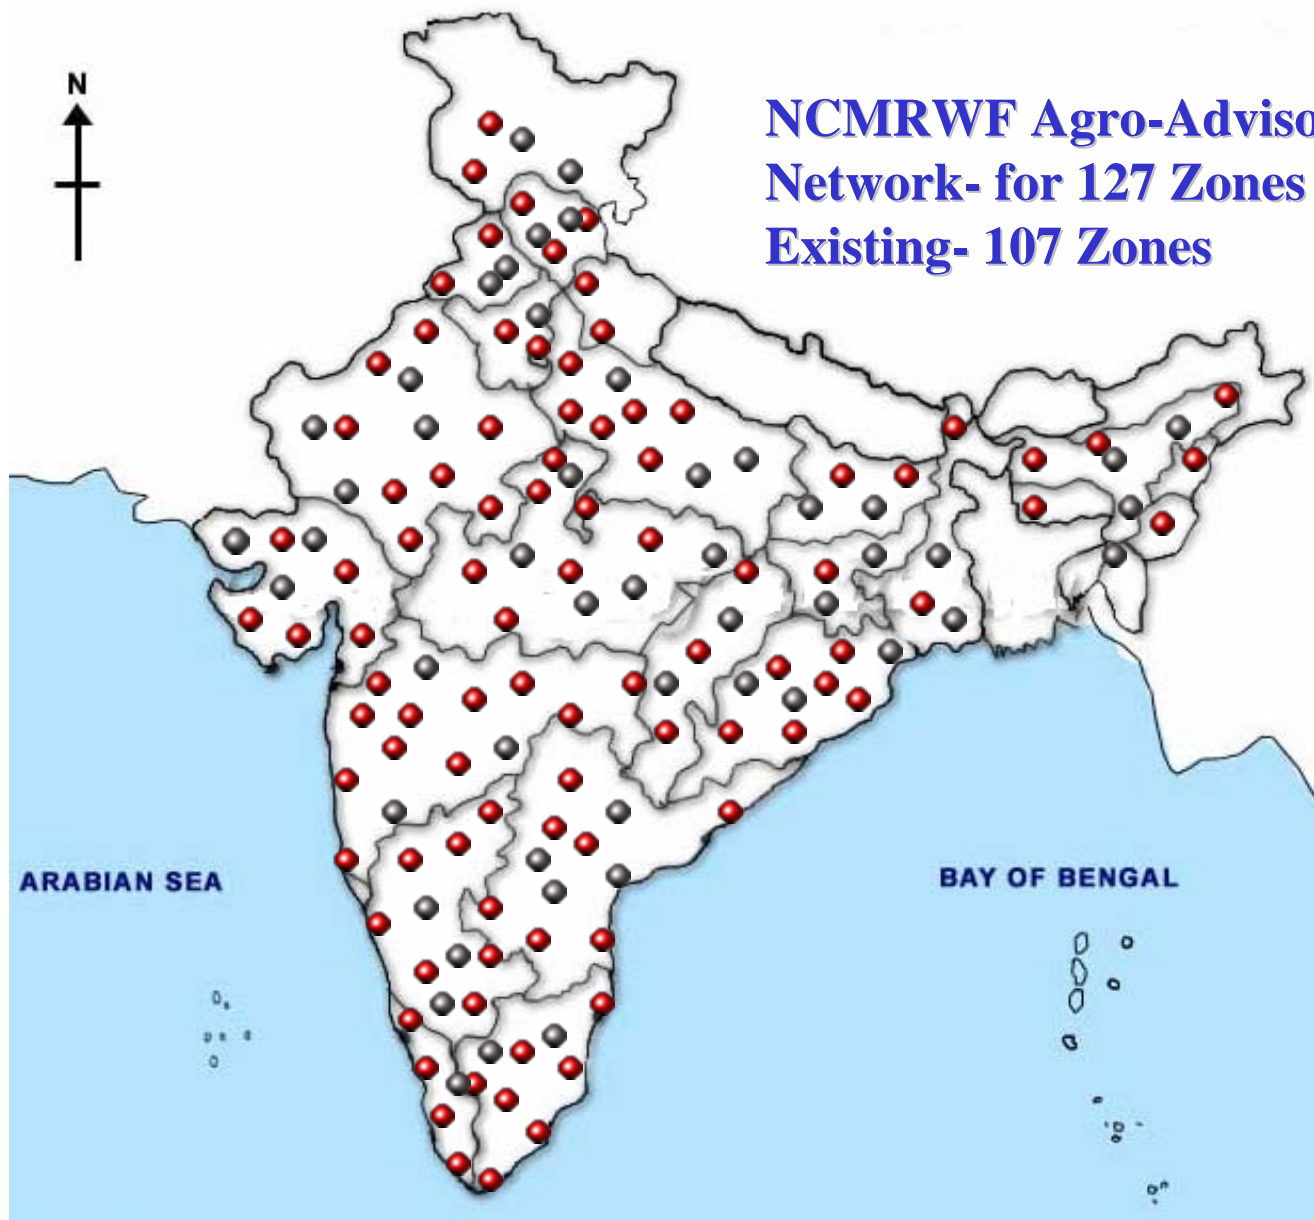 N
NCMRWF Agro-Adviso
Network- for 127 Zones
Existing- 107 Zones
ARABIAN SEA
BAY OF BENGAL